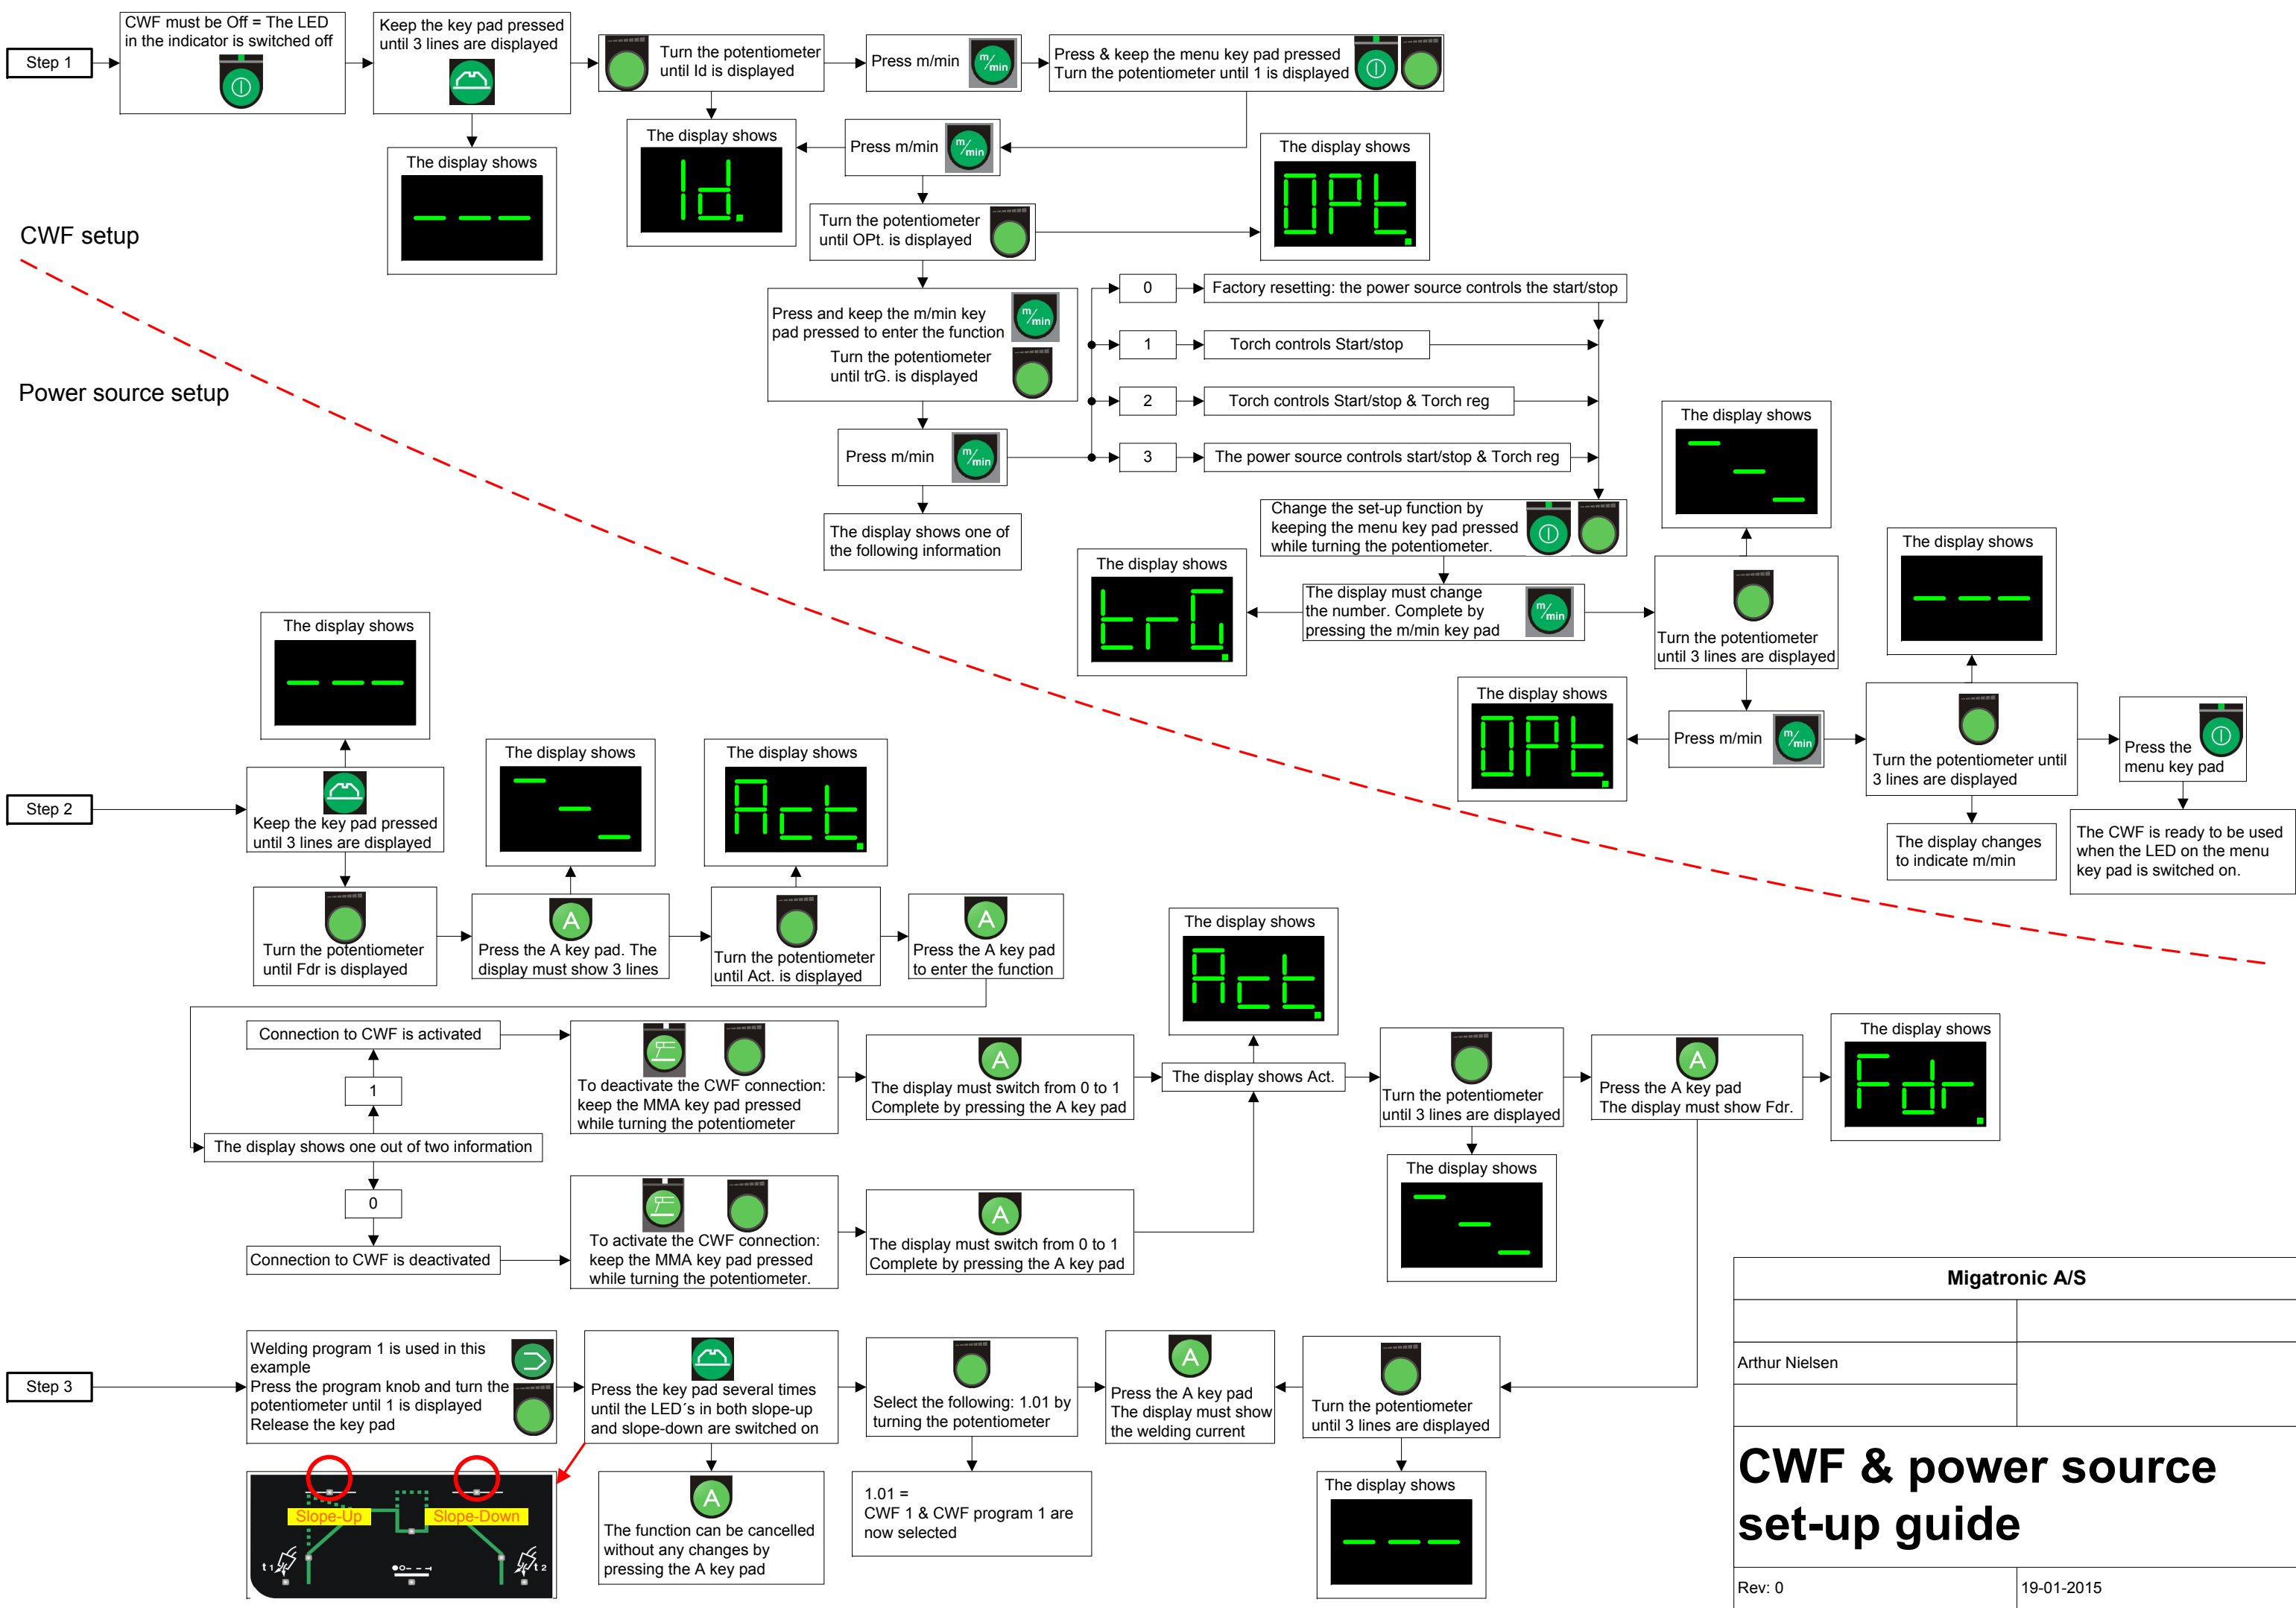 Step 1
CWF must be Off = The LED
in the indicator is switched off
Keep the key pad pressed
until 3 lines are displayed
The display shows
– – –
Turn the potentiometer
until Id is displayed
Press m/min
m/min
Press & keep the menu key pad pressed
Turn the potentiometer until 1 is displayed
The display shows
Id.
Press m/min
m/min
Turn the potentiometer
until OPt. is displayed
The display shows
OPt.
CWF setup
Power source setup
Press and keep the m/min key
pad pressed to enter the function
m/min
Turn the potentiometer
until trG. is displayed
Press m/min
m/min
The display shows one of
the following information
0
Factory resetting: the power source controls the start/stop
1
Torch controls Start/stop
2
Torch controls Start/stop & Torch reg
3
The power source controls start/stop & Torch reg
Change the set-up function by
keeping the menu key pad pressed
while turning the potentiometer.
The display shows
trG.
The display must change
the number. Complete by
pressing the m/min key pad
m/min
The display shows
Turn the potentiometer
until 3 lines are displayed
The display shows
OPt.
Press m/min
m/min
The display shows
– – –
Turn the potentiometer until
3 lines are displayed
The display changes
to indicate m/min
Press the
menu key pad
The CWF is ready to be used
when the LED on the menu
key pad is switched on.
Step 2
The display shows
– – –
Keep the key pad pressed
until 3 lines are displayed
Turn the potentiometer
until Fdr is displayed
The display shows
A
Press the A key pad. The
display must show 3 lines
The display shows
Act.
Turn the potentiometer
until Act. is displayed
A
Press the A key pad
to enter the function
Connection to CWF is activated
1
The display shows one out of two information
0
Connection to CWF is deactivated
To deactivate the CWF connection:
keep the MMA key pad pressed
while turning the potentiometer
A
The display must switch from 0 to 1
Complete by pressing the A key pad
To activate the CWF connection:
keep the MMA key pad pressed
while turning the potentiometer.
A
The display must switch from 0 to 1
Complete by pressing the A key pad
The display shows
Act.
The display shows Act.
Turn the potentiometer
until 3 lines are displayed
The display shows
A
Press the A key pad
The display must show Fdr.
The display shows
Fdr.
Step 3
Welding program 1 is used in this
example
Press the program knob and turn the
potentiometer until 1 is displayed
Release the key pad
Slope-Up
Slope-Down
t 1
t 2
Press the key pad several times
until the LED´s in both slope-up
and slope-down are switched on
A
The function can be cancelled
without any changes by
pressing the A key pad
Select the following: 1.01 by
turning the potentiometer
1.01 =
CWF 1 & CWF program 1 are
now selected
A
Press the A key pad
The display must show
the welding current
Turn the potentiometer
until 3 lines are displayed
The display shows
– – –
Migatronic A/S
Arthur Nielsen
CWF & power source
set-up guide
Rev: 0
19-01-2015